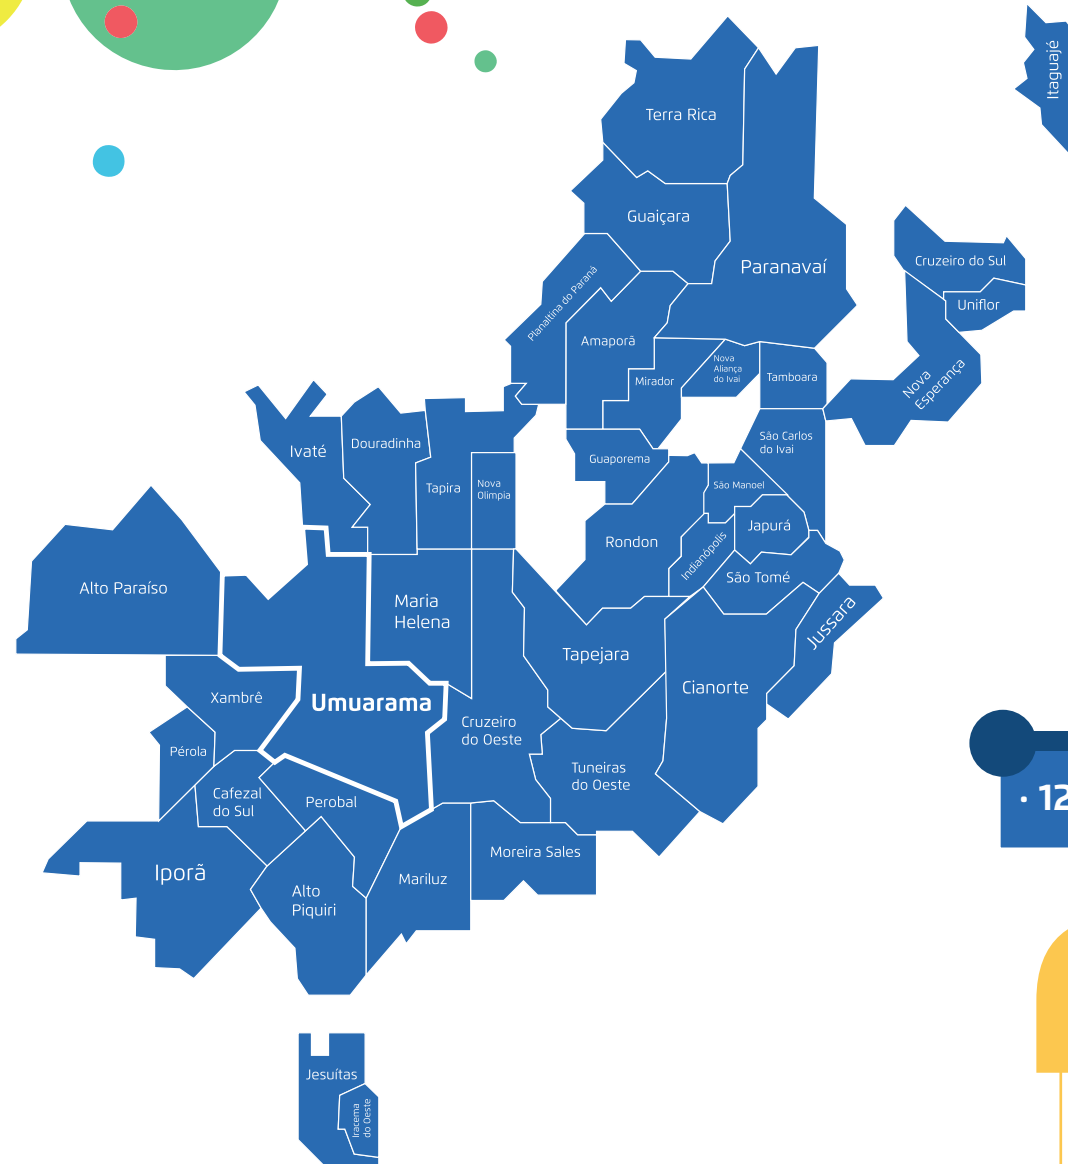 Itaguajé
Terra Rica
Guaiçara
Paranavaí
Cruzeiro do Sul
Uniflor
Planaltina do Paraná
Amaporã
Mirador
Nova
Aliança
do Ivai
Tamboara
Nova
Esperança
Ivaté
Douradinha
Tapira
Nova
Olimpia
Guaporema
São Carlos
do Ivai
São Manoel
Japurá
Rondon
Indianópolis
São Tomé
Jussara
Alto Paraíso
Maria
Helena
Tapejara
Cianorte
Xambrê
Umuarama
Cruzeiro
do Oeste
Pérola
Cafezal
do Sul
Perobal
Tuneiras
do Oeste
Iporã
Alto
Piquiri
Mariluz
Moreira Sales
· 12
Jesuítas
Iracema
do Oeste